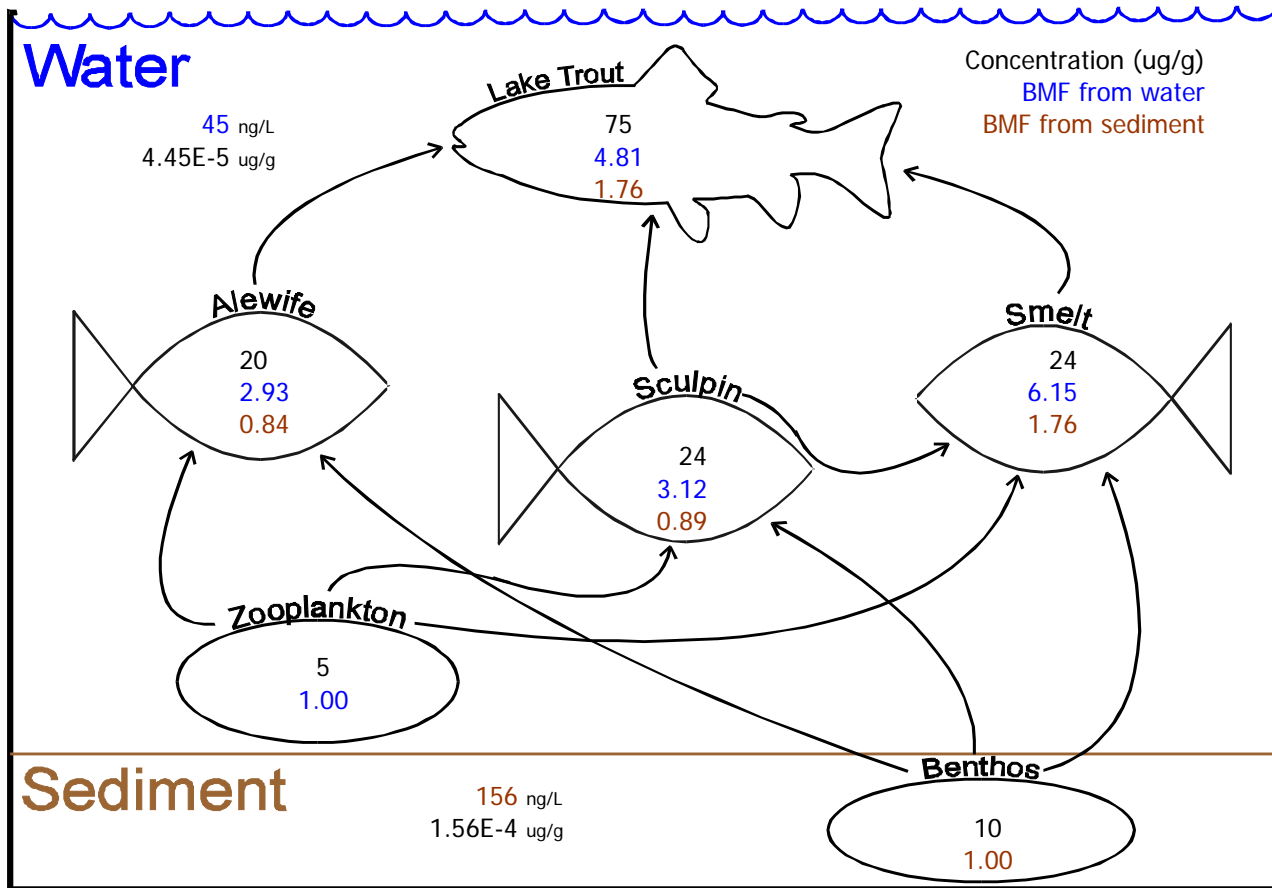 Water
45 ng/L
4.45E-5 ug/g
Concentration (ug/g)
BMF from water
BMF from sediment
Lake Trout
75
4.81
1.76
Alewife
20
2.93
0.84
Sculpin
24
3.12
0.89
Smelt
24
6.15
1.76
Zooplankton
5
1.00
Sediment
156 ng/L
1.56E-4 ug/g
Benthos
10
1.00